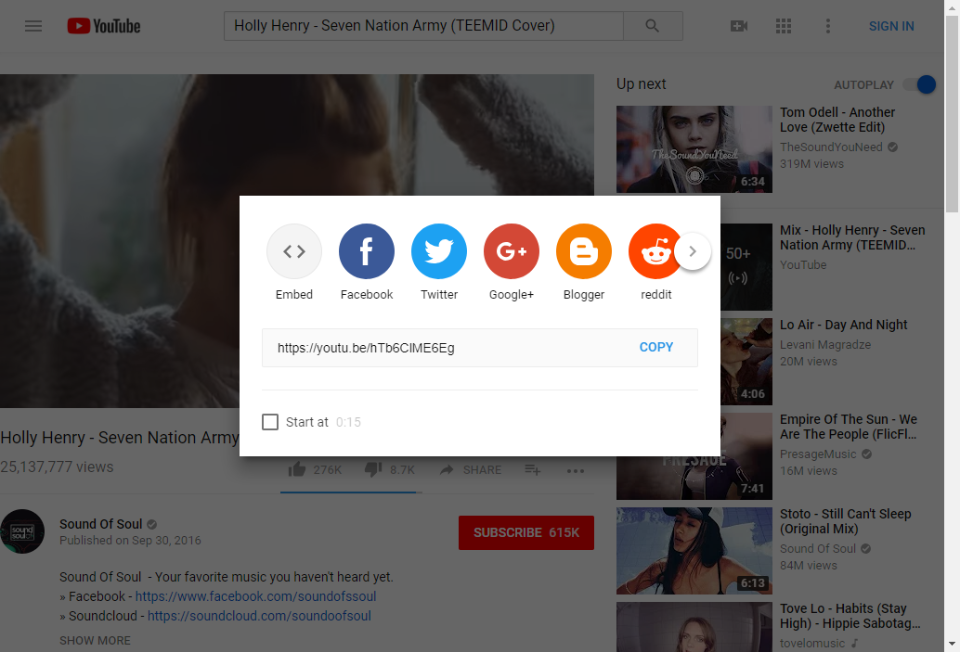 YouTube
Holly Henry - Seven Nation Army (TEEMID Cover)
SIGN IN
Up next
AUTOPLAY
TheSoundYouNeed
6:34
Tom Odell - Another
Love (Zwette Edit)
TheSoundYouNeed
319M views
50+
Mix - Holly Henry - Seven
Nation Army (TEEMID...
YouTube
4:06
Lo Air - Day And Night
Levani Magradze
20M views
PRESAGE
7:41
Empire Of The Sun - We
Are The People (FlicFl...
PresageMusic
16M views
6:13
Stoto - Still Can't Sleep
(Original Mix)
Sound Of Soul
84M views
Tove Lo - Habits (Stay
High) - Hippie Sabotag...
tovelomusic
Embed
Facebook
Twitter
G+
Google+
Blogger
reddit
https://youtu.be/hTb6CIME6Eg
COPY
Start at 0:15
Holly Henry - Seven Nation Army
25,137,777 views
276K
8.7K
SHARE
sound
soul
Sound Of Soul
Published on Sep 30, 2016
SUBSCRIBE 615K
Sound Of Soul - Your favorite music you haven't heard yet.
» Facebook - https://www.facebook.com/soundofssoul
» Soundcloud - https://soundcloud.com/soundoofsoul
SHOW MORE